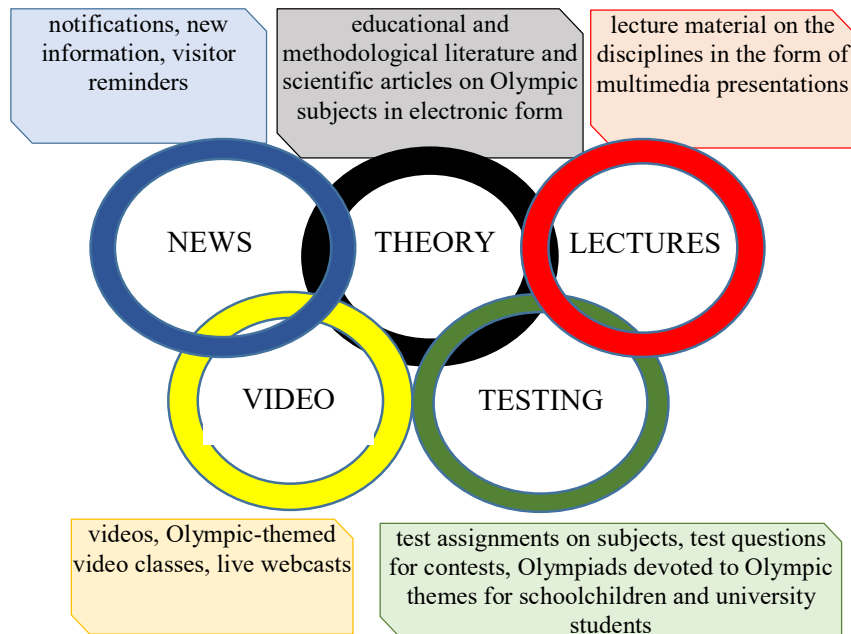 notifications, new
information, visitor
reminders
educational and
methodological literature and
scientific articles on Olympic
subjects in electronic form
lecture material on the
disciplines in the form of
multimedia presentations
NEWS
THEORY
LECTURES
VIDEO
TESTING
videos, Olympic-themed
video classes, live webcasts
test assignments on subjects, test questions
for contests, Olympiads devoted to Olympic
themes for schoolchildren and university
students